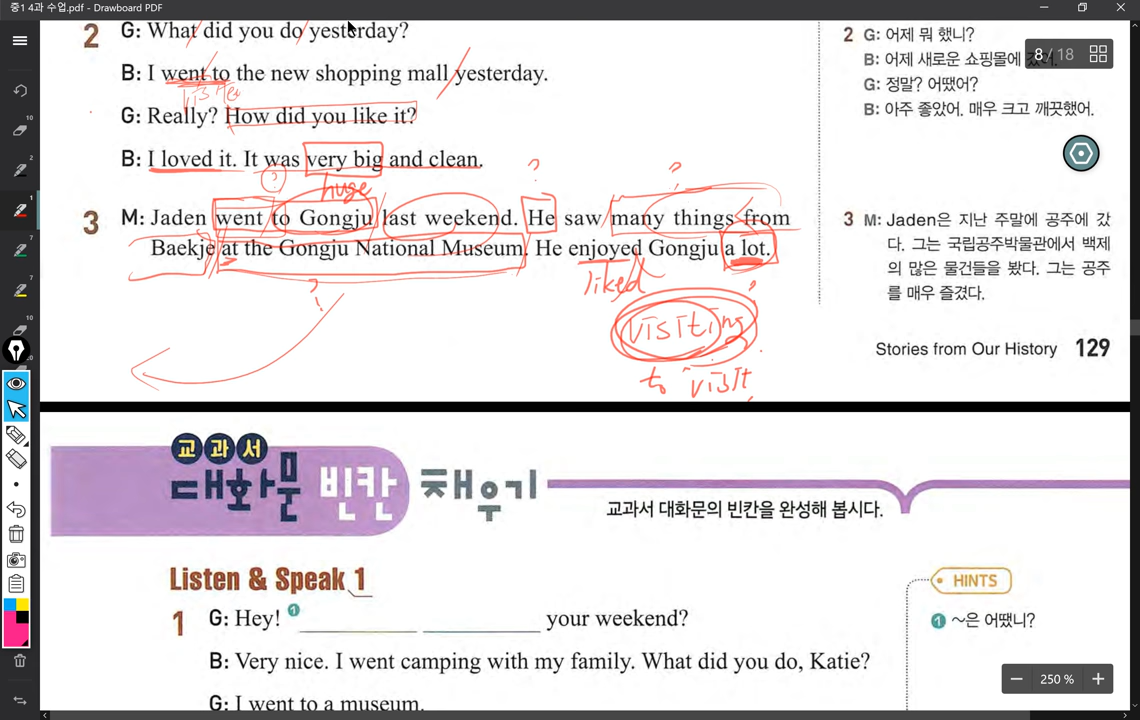 중1 4과 수업.pdf - Drawboard PDF
2 G: What did you do yesterday?
B: I went to the new shopping mall yesterday.
visited
G: Really? How did you like it?
B: I loved it. It was very big and clean.
huge
3 M: Jaden went to Gongju last weekend. He saw many things from
Baekje at the Gongju National Museum. He enjoyed Gongju a lot.
liked
visiting
to visit
2 G: 어제 뭐 했니?
B: 어제 새로운 쇼핑몰에
G: 정말? 어땠어?
B: 아주 좋았어. 매우 크고 깨끗했어.
8 / 18
3 M: Jaden은 지난 주말에 공주에 갔
다. 그는 국립공주박물관에서 백제
의 많은 물건들을 봤다. 그는 공주
를 매우 즐겼다.
Stories from Our History 129
교과서
대화문 빈칸 채우기
교과서 대화문의 빈칸을 완성해 봅시다.
Listen & Speak 1
1 G: Hey! 1 your weekend?
B: Very nice. I went camping with my family. What did you do, Katie?
G: I went to a museum.
HINTS
1 ~은 어땠니?
250 %